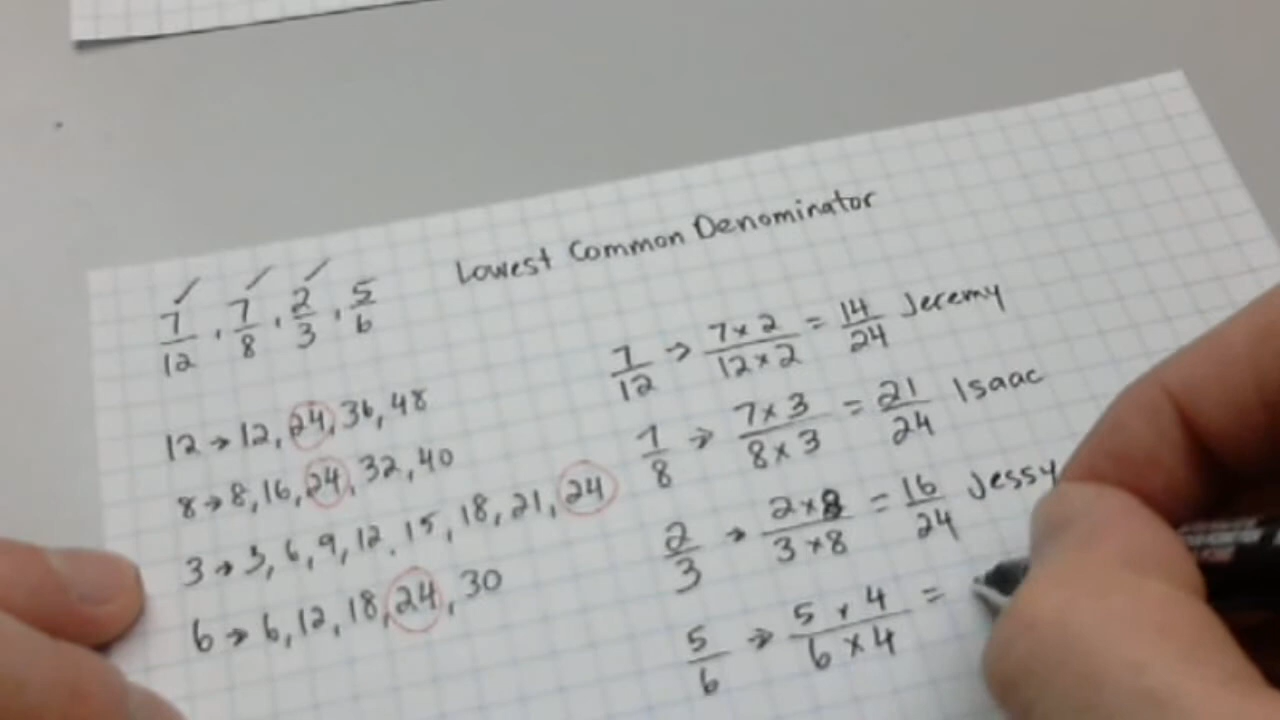 Lowest Common Denominator
7/12, 7/8, 2/3, 5/6
12 → 12, 24, 36, 48
8 → 8, 16, 24, 32, 40
3 → 3, 6, 9, 12, 15, 18, 21, 24
6 → 6, 12, 18, 24, 30
7/12 → 7 × 2/12 × 2 = 14/24 Jeremy
7/8 → 7 × 3/8 × 3 = 21/24 Isaac
2/3 → 2 × 8/3 × 8 = 16/24 Jessy
5/6 → 5 × 4/6 × 4 =